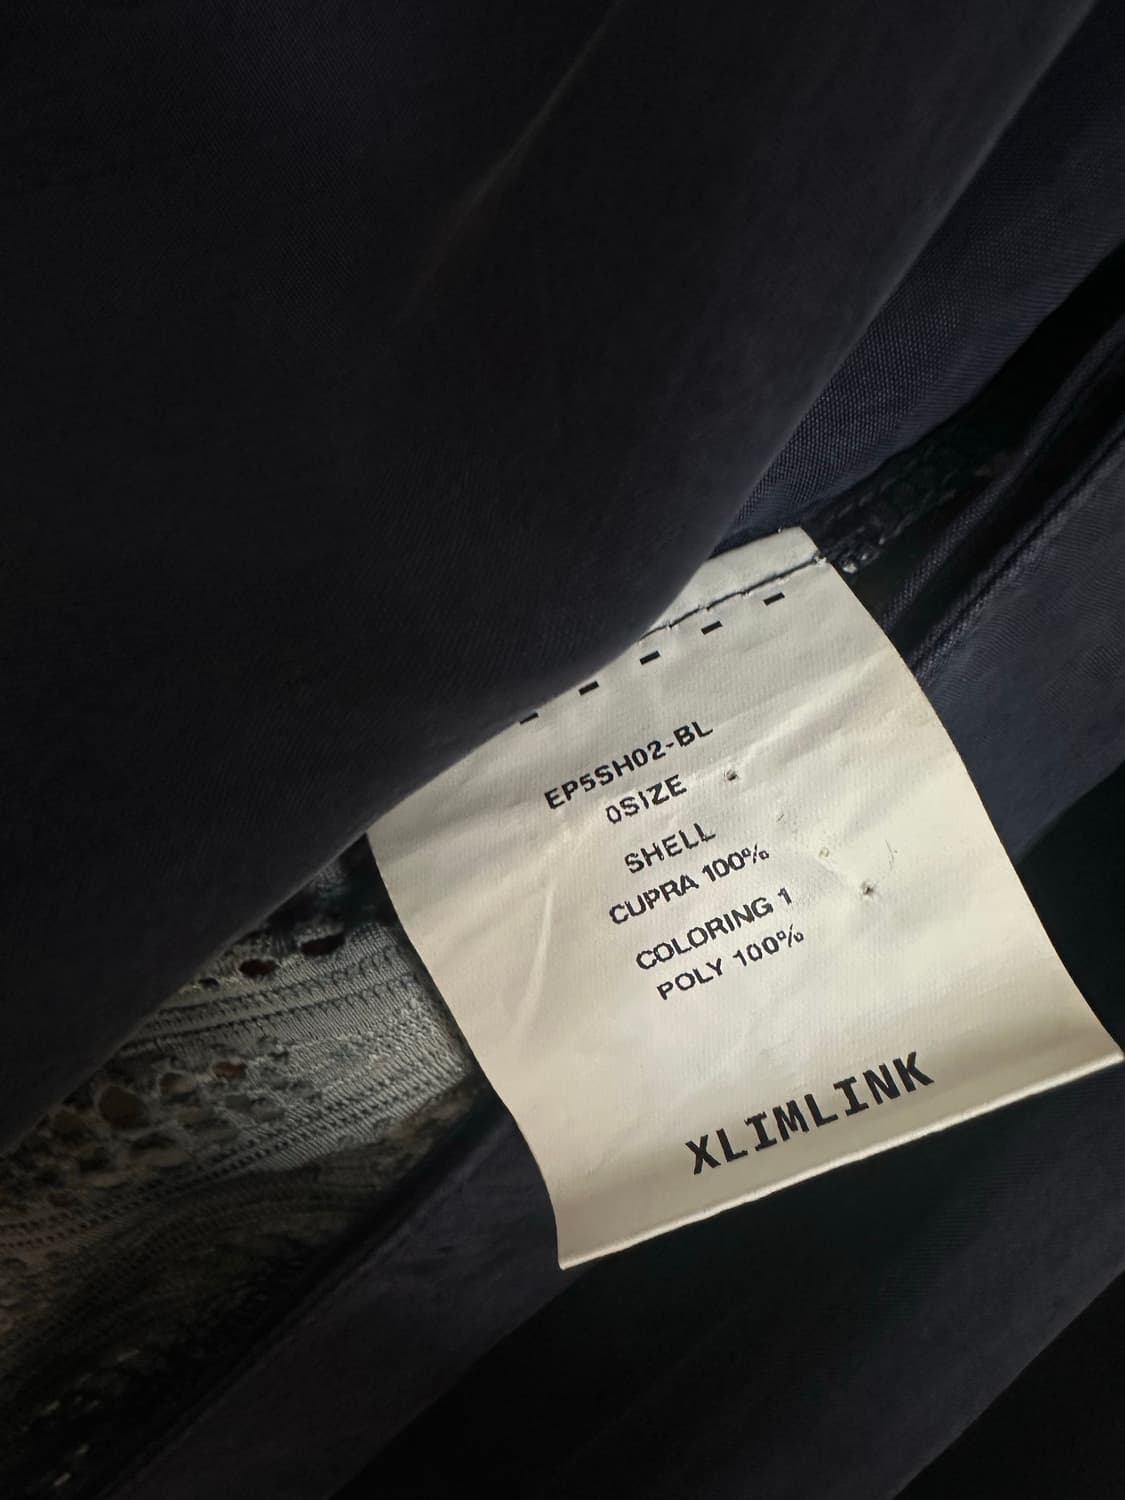 EP5SH02-BL
0SIZE
SHELL
CUPRA 100%
COLORING 1
POLY 100%
XLIMLINK